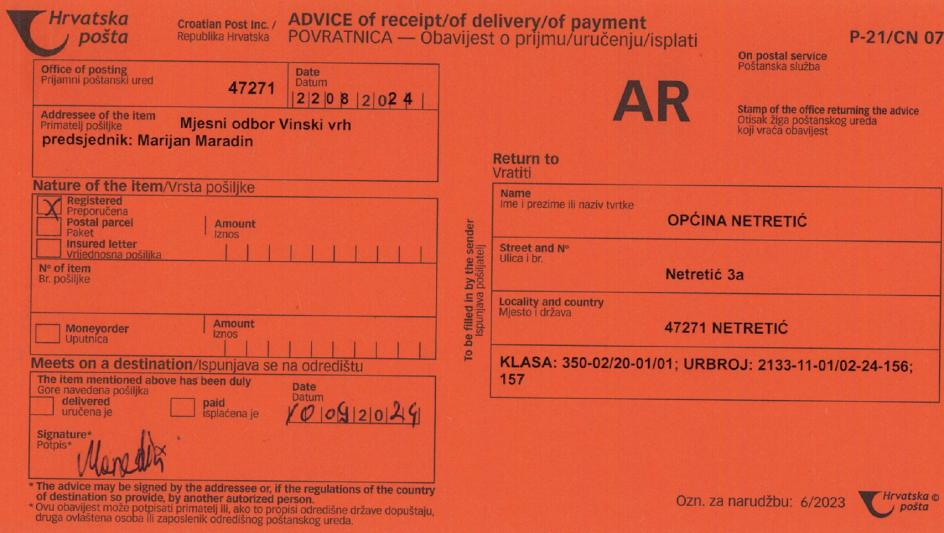 Hrvatska
pošta
Croatian Post Inc. /
Republika Hrvatska
ADVICE of receipt/of delivery/of payment
POVRATNICA — Obavijest o prijmu/uručenju/isplati
P-21/CN 07
Office of posting
Prijamni poštanski ured
47271
Date
Datum
22 08 2024
Addressee of the item
Primatelj pošiljke
Mjesni odbor Vinski vrh
predsjednik: Marijan Maradin
AR
On postal service
Poštanska služba
Stamp of the office returning the advice
Otisak žiga poštanskog ureda
koji vraća obavijest
Nature of the item/Vrsta pošiljke
X Registered
Preporučena
Postal parcel
Paket
Amount
Iznos
Insured letter
Vrijednosna pošiljka
Nº of item
Br. pošiljke
Moneyorder
Uputnica
Amount
Iznos
Meets on a destination/Ispunjava se na odredištu
The item mentioned above has been duly
Gore navedena pošiljka
delivered
uručena je
paid
isplaćena je
Date
Datum
10 09 2024
Signature*
Potpis*
Maradin
* The advice may be signed by the addressee or, if the regulations of the country
of destination so provide, by another autorized person.
* Ovu obavijest može potpisati primatelj ili, ako to propisi odredišne države dopuštaju,
druga ovlaštena osoba ili zaposlenik odredišnog poštanskog ureda.
To be filled in by the sender
Ispunjava pošiljatelj
Return to
Vratiti
Name
Ime i prezime ili naziv tvrtke
OPĆINA NETRETIĆ
Street and Nº
Ulica i br.
Netretić 3a
Locality and country
Mjesto i država
47271 NETRETIĆ
KLASA: 350-02/20-01/01; URBROJ: 2133-11-01/02-24-156;
157
Ozn. za narudžbu: 6/2023
Hrvatska ©
pošta